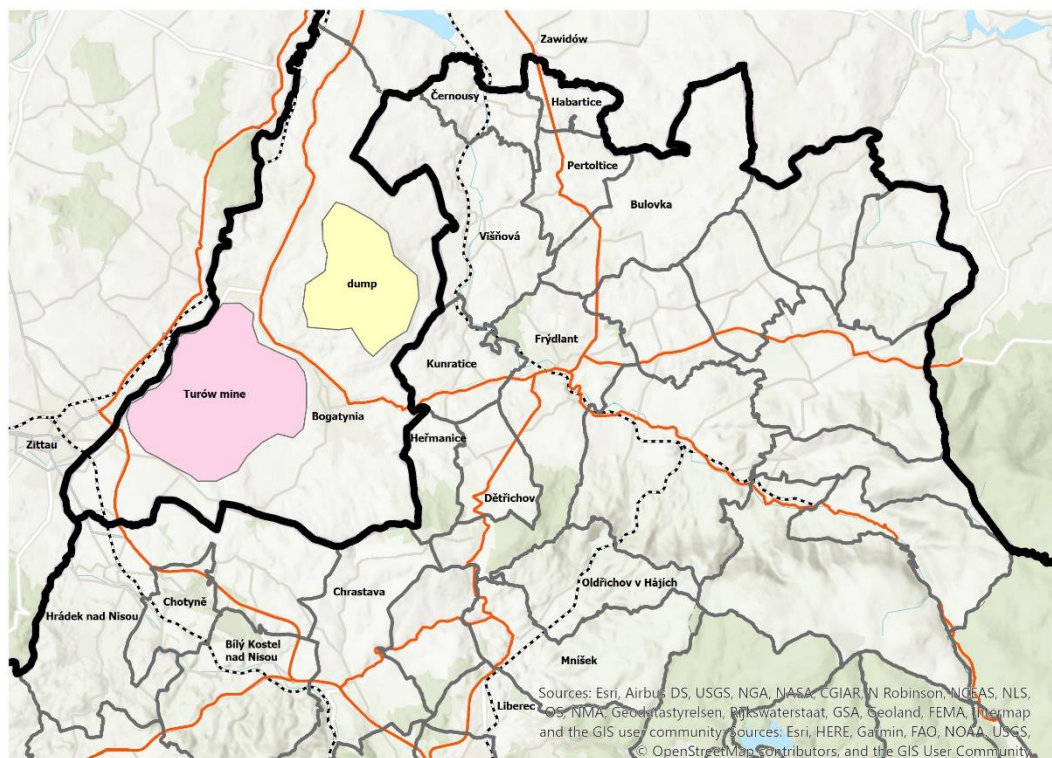 Zawidów
Černousy
Habartice
Pertoltice
Bulovka
Višňová
dump
Frýdlant
Kunratice
Turów mine
Bogatynia
Heřmanice
Zittau
Dětřichov
Oldřichov v Hájích
Chrastava
Chotyně
Hrádek nad Nisou
Bílý Kostel
nad Nisou
Mníšek
Liberec
Sources: Esri, Airbus DS, USGS, NGA, NASA, CGIAR, N Robinson, NCEAS, NLS,
OS, NMA, Geodatastyrelsen, Rijkswaterstaat, GSA, Geoland, FEMA, Intermap
and the GIS user community; Sources: Esri, HERE, Garmin, FAO, NOAA, USGS,
© OpenStreetMap contributors, and the GIS User Community